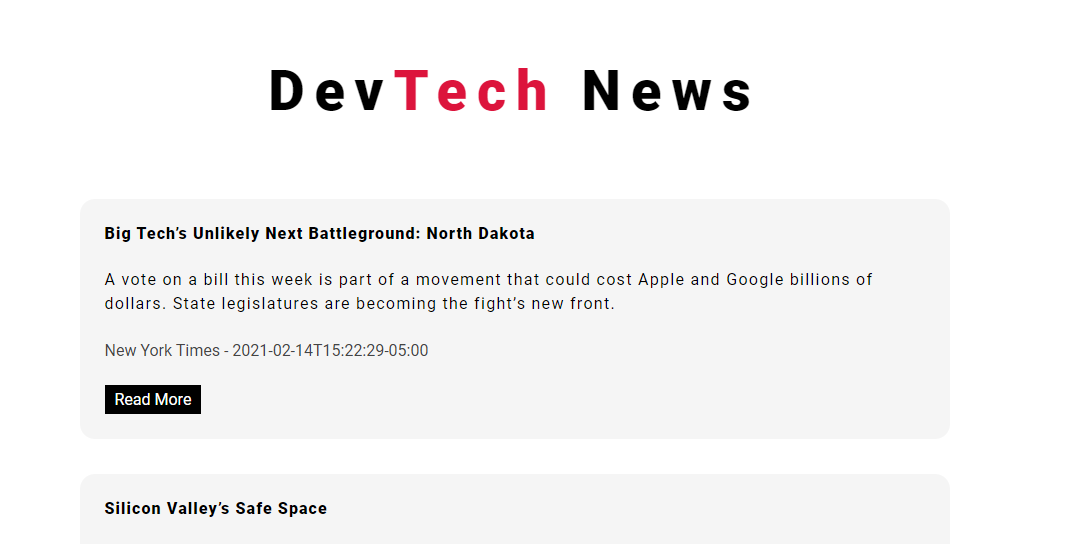 DevTech News
Big Tech’s Unlikely Next Battleground: North Dakota
A vote on a bill this week is part of a movement that could cost Apple and Google billions of
dollars. State legislatures are becoming the fight’s new front.
New York Times - 2021-02-14T15:22:29-05:00
Read More
Silicon Valley’s Safe Space